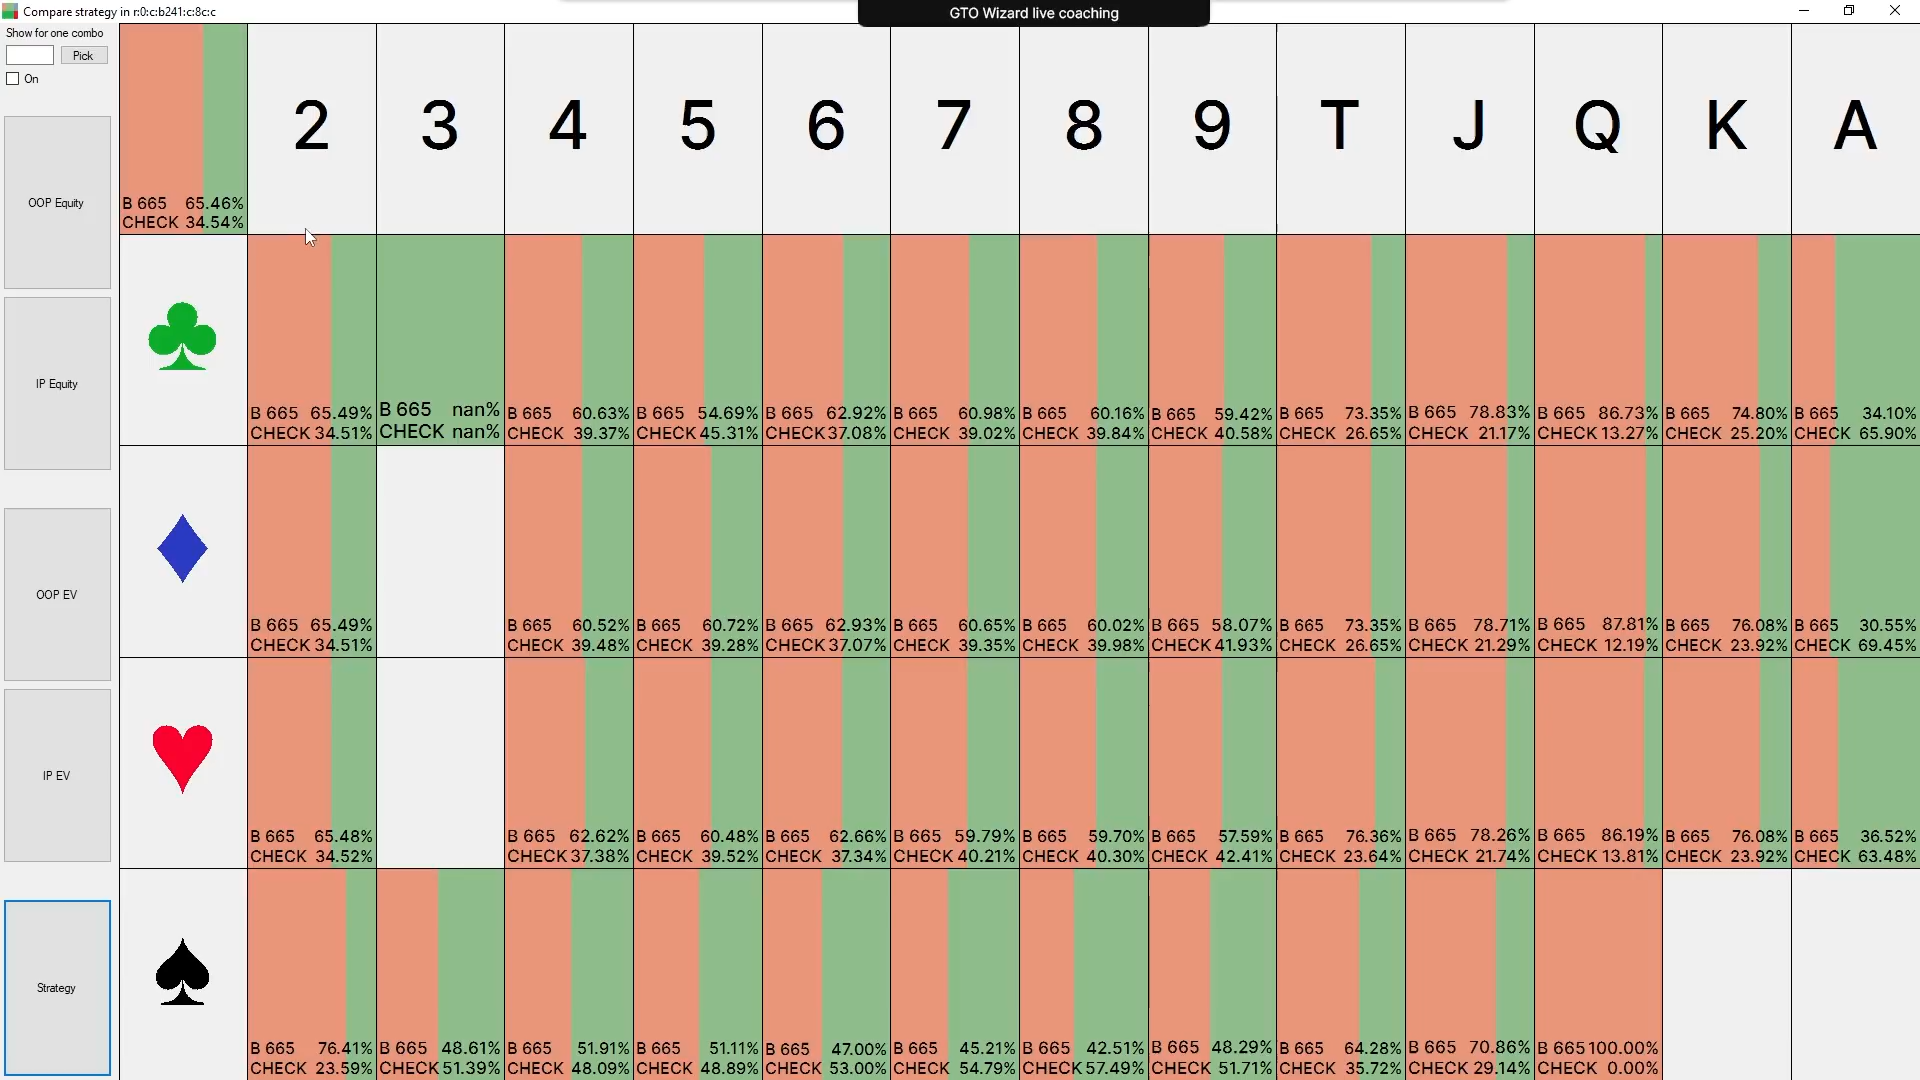 Compare strategy in r:0:c:b241:c:8c:c
GTO Wizard live coaching
Show for one combo
Pick
On
OOP Equity
IP Equity
OOP EV
IP EV
Strategy
2 3 4 5 6 7 8 9 T J Q K A
B 665 65.46%
CHECK 34.54%
B 665 65.49% B 665 nan% B 665 60.63% B 665 54.69% B 665 62.92% B 665 60.98% B 665 60.16% B 665 59.42% B 665 73.35% B 665 78.83% B 665 86.73% B 665 74.80% B 665 34.10%
CHECK 34.51% CHECK nan% CHECK 39.37% CHECK 45.31% CHECK 37.08% CHECK 39.02% CHECK 39.84% CHECK 40.58% CHECK 26.65% CHECK 21.17% CHECK 13.27% CHECK 25.20% CHECK 65.90%
B 665 65.49% B 665 60.52% B 665 60.72% B 665 62.93% B 665 60.65% B 665 60.02% B 665 58.07% B 665 73.35% B 665 78.71% B 665 87.81% B 665 76.08% B 665 30.55%
CHECK 34.51% CHECK 39.48% CHECK 39.28% CHECK 37.07% CHECK 39.35% CHECK 39.98% CHECK 41.93% CHECK 26.65% CHECK 21.29% CHECK 12.19% CHECK 23.92% CHECK 69.45%
B 665 65.48% B 665 62.62% B 665 60.48% B 665 62.66% B 665 59.79% B 665 59.70% B 665 57.59% B 665 76.36% B 665 78.26% B 665 86.19% B 665 76.08% B 665 36.52%
CHECK 34.52% CHECK 37.38% CHECK 39.52% CHECK 37.34% CHECK 40.21% CHECK 40.30% CHECK 42.41% CHECK 23.64% CHECK 21.74% CHECK 13.81% CHECK 23.92% CHECK 63.48%
B 665 76.41% B 665 48.61% B 665 51.91% B 665 51.11% B 665 47.00% B 665 45.21% B 665 42.51% B 665 48.29% B 665 64.28% B 665 70.86% B 665 100.00%
CHECK 23.59% CHECK 51.39% CHECK 48.09% CHECK 48.89% CHECK 53.00% CHECK 54.79% CHECK 57.49% CHECK 51.71% CHECK 35.72% CHECK 29.14% CHECK 0.00%